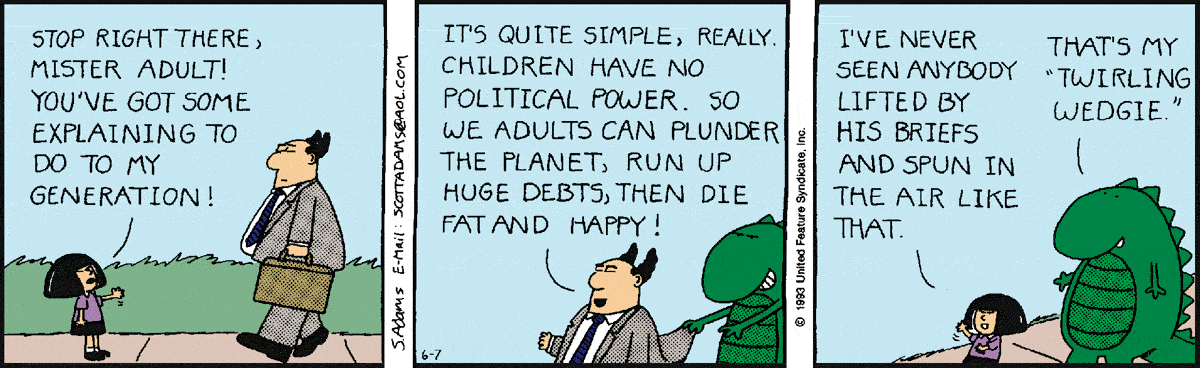 STOP RIGHT THERE,
MISTER ADULT!
YOU'VE GOT SOME
EXPLAINING TO
DO TO MY
GENERATION!
S.Adams E-Mail: SCOTTADAMS@AOL.COM
IT'S QUITE SIMPLE, REALLY.
CHILDREN HAVE NO
POLITICAL POWER. SO
WE ADULTS CAN PLUNDER
THE PLANET, RUN UP
HUGE DEBTS, THEN DIE
FAT AND HAPPY!
6-7
© 1993 United Feature Syndicate, Inc.
I'VE NEVER
SEEN ANYBODY
LIFTED BY
HIS BRIEFS
AND SPUN IN
THE AIR LIKE
THAT.
THAT'S MY
"TWIRLING
WEDGIE."